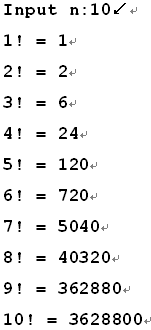 Input n:10↙
1! = 1
2! = 2
3! = 6
4! = 24
5! = 120
6! = 720
7! = 5040
8! = 40320
9! = 362880
10! = 3628800